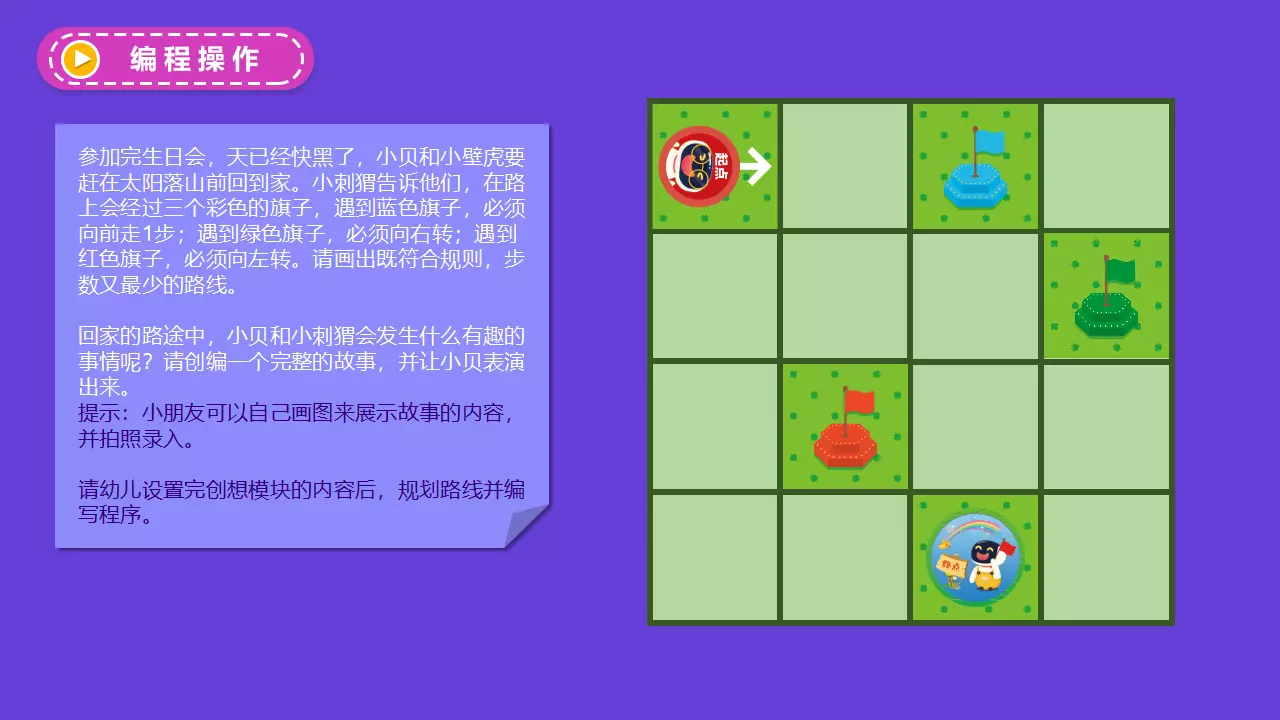 编程操作
参加完生日会，天已经快黑了，小贝和小壁虎要
赶在太阳落山前回到家。小刺猬告诉他们，在路
上会经过三个彩色的旗子，遇到蓝色旗子，必须
向前走1步；遇到绿色旗子，必须向右转；遇到
红色旗子，必须向左转。请画出既符合规则，步
数又最少的路线。
回家的路途中，小贝和小刺猬会发生什么有趣的
事情呢？请创编一个完整的故事，并让小贝表演
出来。
提示：小朋友可以自己画图来展示故事的内容，
并拍照录入。
请幼儿设置完创想模块的内容后，规划路线并编
写程序。
起点
终点